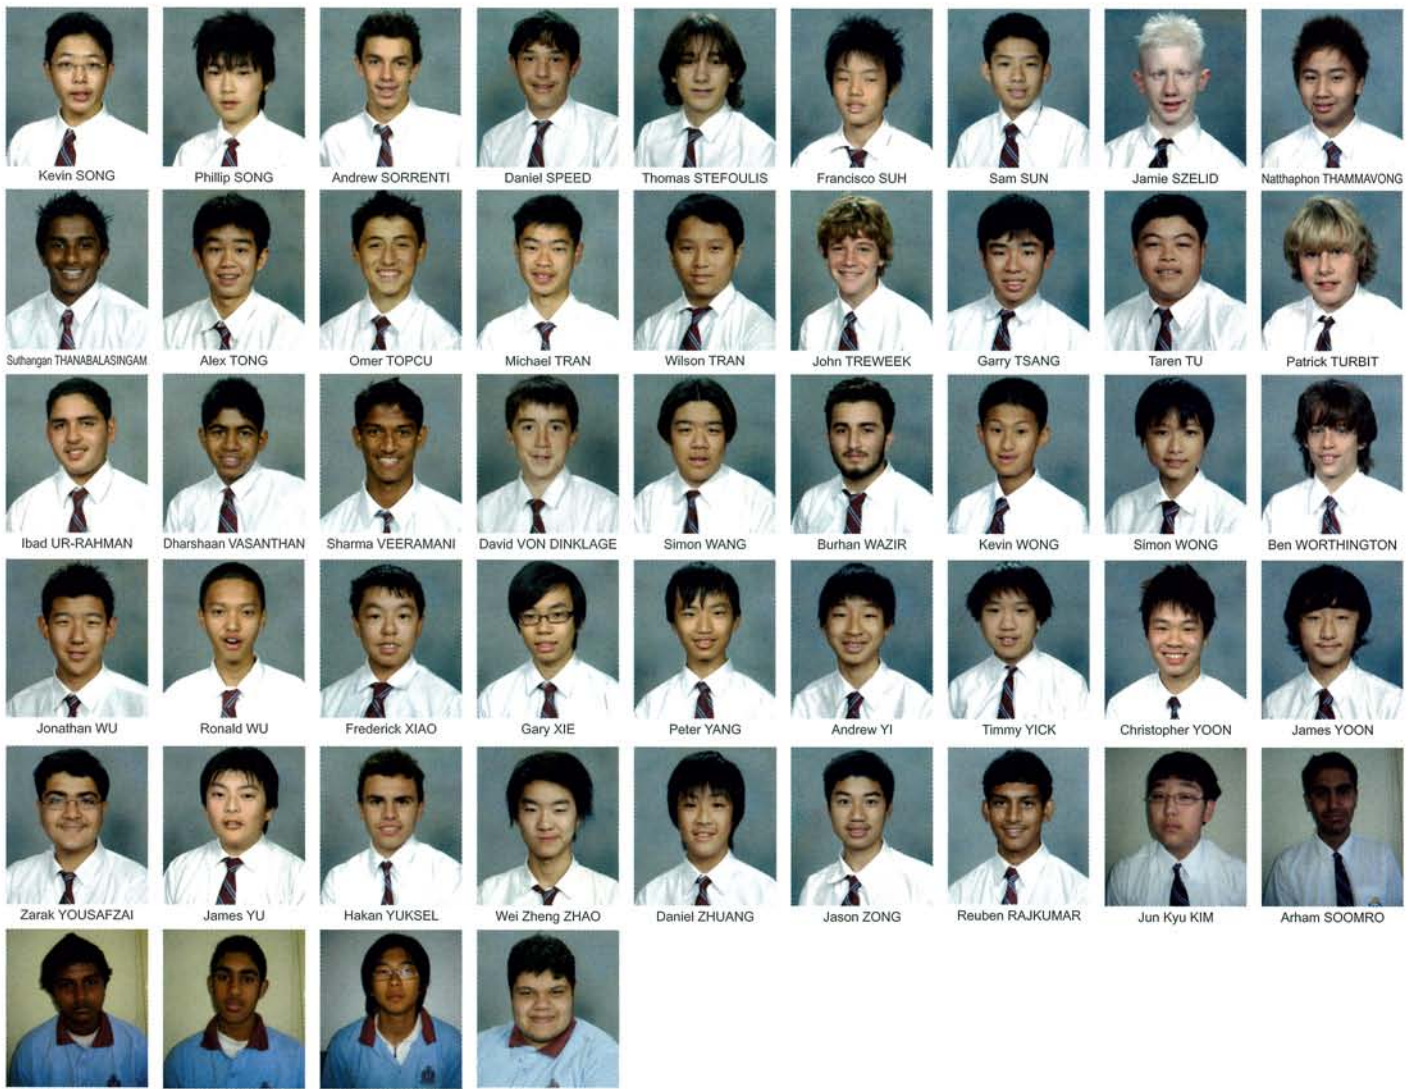 Kevin SONG
Phillip SONG
Andrew SORRENTI
Daniel SPEED
Thomas STEFOULIS
Francisco SUH
Sam SUN
Jamie SZELID
Natthaphon THAMMAVONG
Suthangan THANABALASINGAM
Alex TONG
Omer TOPCU
Michael TRAN
Wilson TRAN
John TREWEEK
Garry TSANG
Taren TU
Patrick TURBIT
Ibad UR-RAHMAN
Dharshaan VASANTHAN
Sharma VEERAMANI
David VON DINKLAGE
Simon WANG
Burhan WAZIR
Kevin WONG
Simon WONG
Ben WORTHINGTON
Jonathan WU
Ronald WU
Frederick XIAO
Gary XIE
Peter YANG
Andrew YI
Timmy YICK
Christopher YOON
James YOON
Zarak YOUSAFZAI
James YU
Hakan YUKSEL
Wei Zheng ZHAO
Daniel ZHUANG
Jason ZONG
Reuben RAJKUMAR
Jun Kyu KIM
Arham SOOMRO